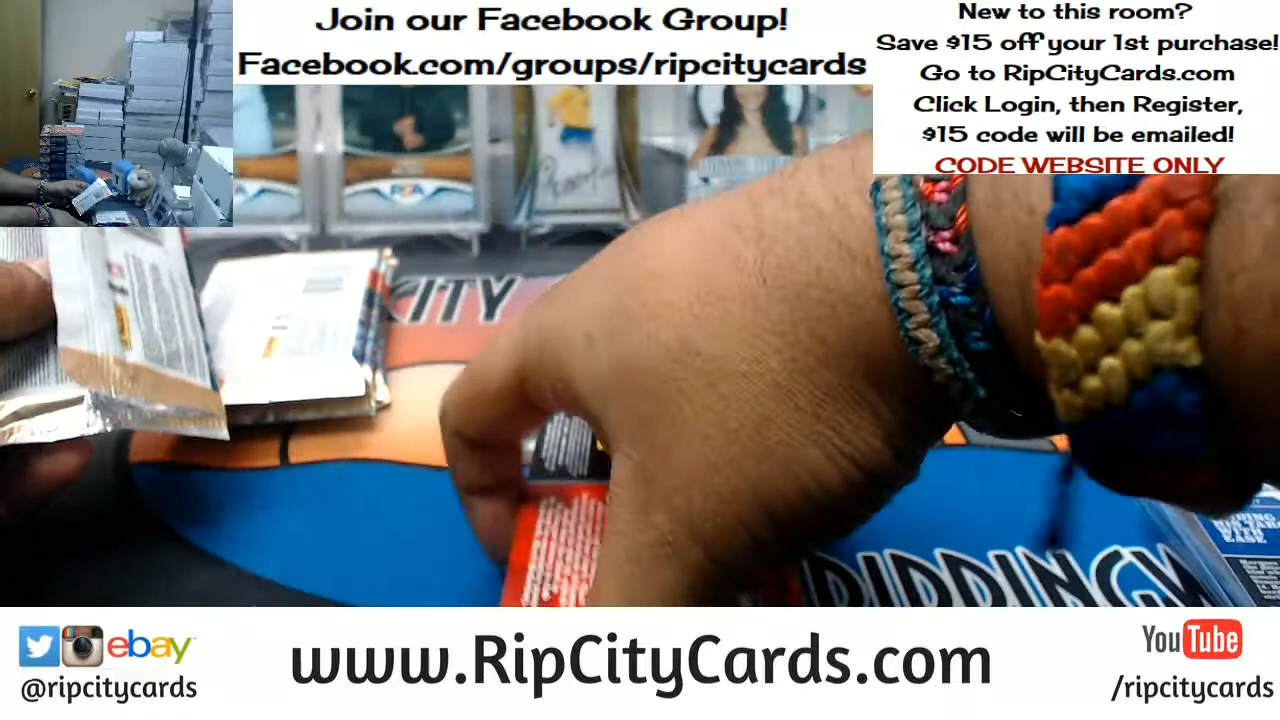 Join our Facebook Group!
Facebook.com/groups/ripcitycards
New to this room?
Save $15 off your 1st purchase!
Go to RipCityCards.com
Click Login, then Register,
$15 code will be emailed!
CODE WEBSITE ONLY
CITY
RIPPING
EASE
ebay
@ripcitycards
www.RipCityCards.com
YouTube
/ripcitycards